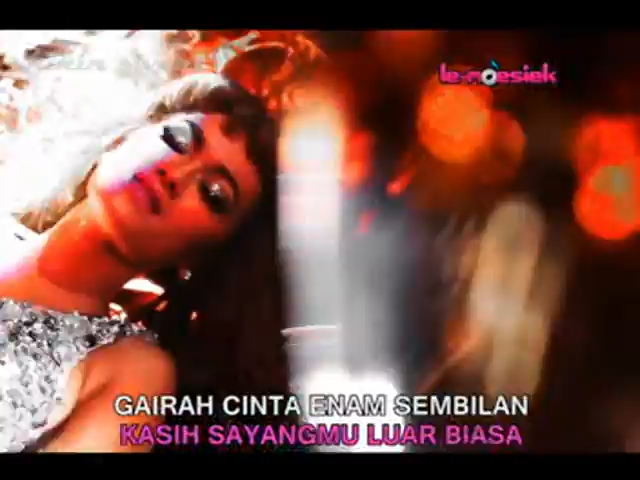 le moesiek
GAIRAH CINTA ENAM SEMBILAN
KASIH SAYANGMU LUAR BIASA